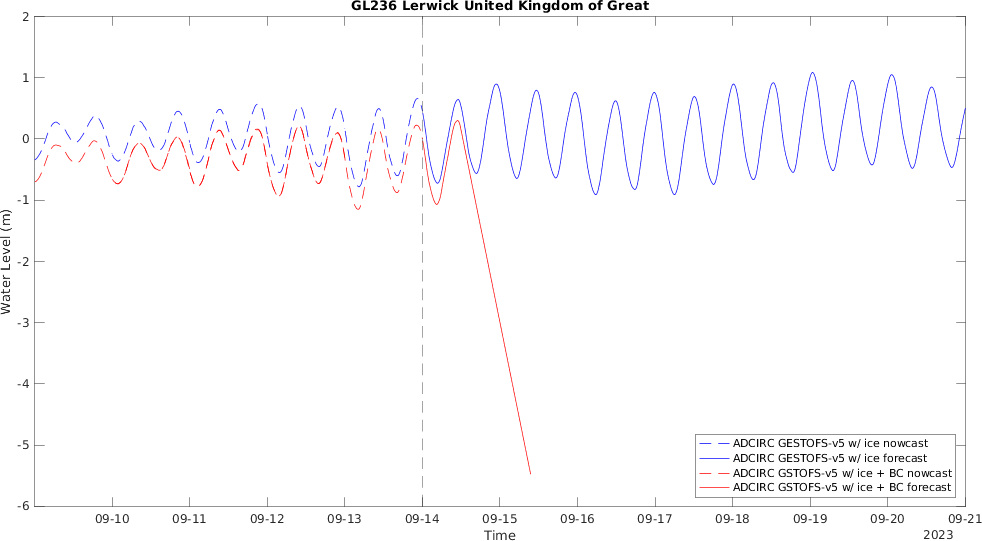 GL236 Lerwick United Kingdom of Great
2
1
0
-1
-2
-3
-4
-5
-6
Water Level (m)
ADCIRC GESTOFS-v5 w/ ice nowcast
ADCIRC GESTOFS-v5 w/ ice forecast
ADCIRC GSTOFS-v5 w/ ice + BC nowcast
ADCIRC GSTOFS-v5 w/ ice + BC forecast
09-10 09-11 09-12 09-13 09-14 09-15 09-16 09-17 09-18 09-19 09-20 09-21
Time
2023